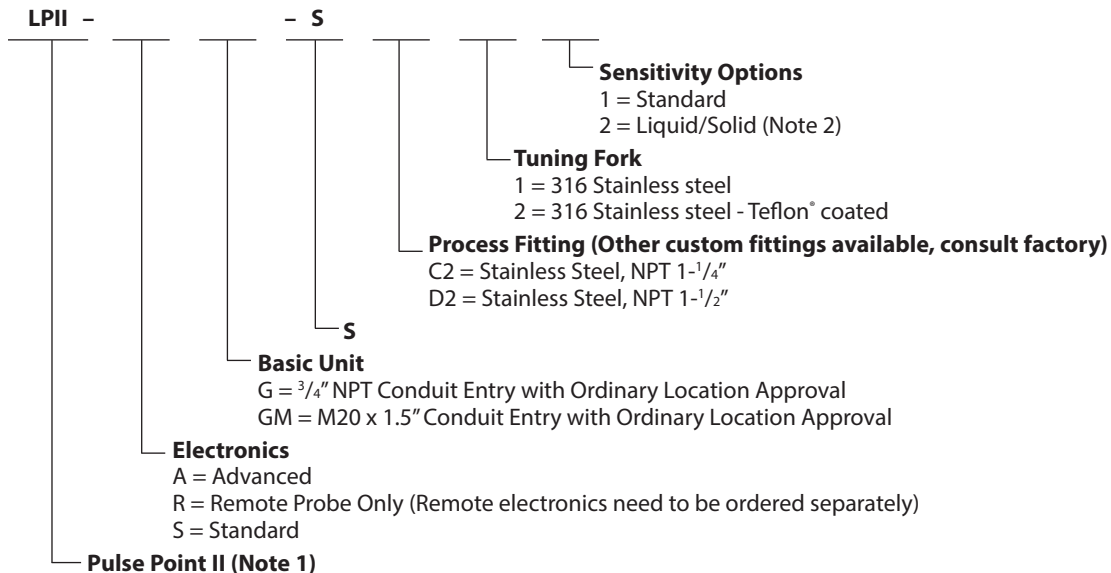 LPII – – S
Sensitivity Options
1 = Standard
2 = Liquid/Solid (Note 2)
Tuning Fork
1 = 316 Stainless steel
2 = 316 Stainless steel - Teflon® coated
Process Fitting (Other custom fittings available, consult factory)
C2 = Stainless Steel, NPT 1-1/4"
D2 = Stainless Steel, NPT 1-1/2"
S
Basic Unit
G = 3/4" NPT Conduit Entry with Ordinary Location Approval
GM = M20 x 1.5" Conduit Entry with Ordinary Location Approval
Electronics
A = Advanced
R = Remote Probe Only (Remote electronics need to be ordered separately)
S = Standard
Pulse Point II (Note 1)